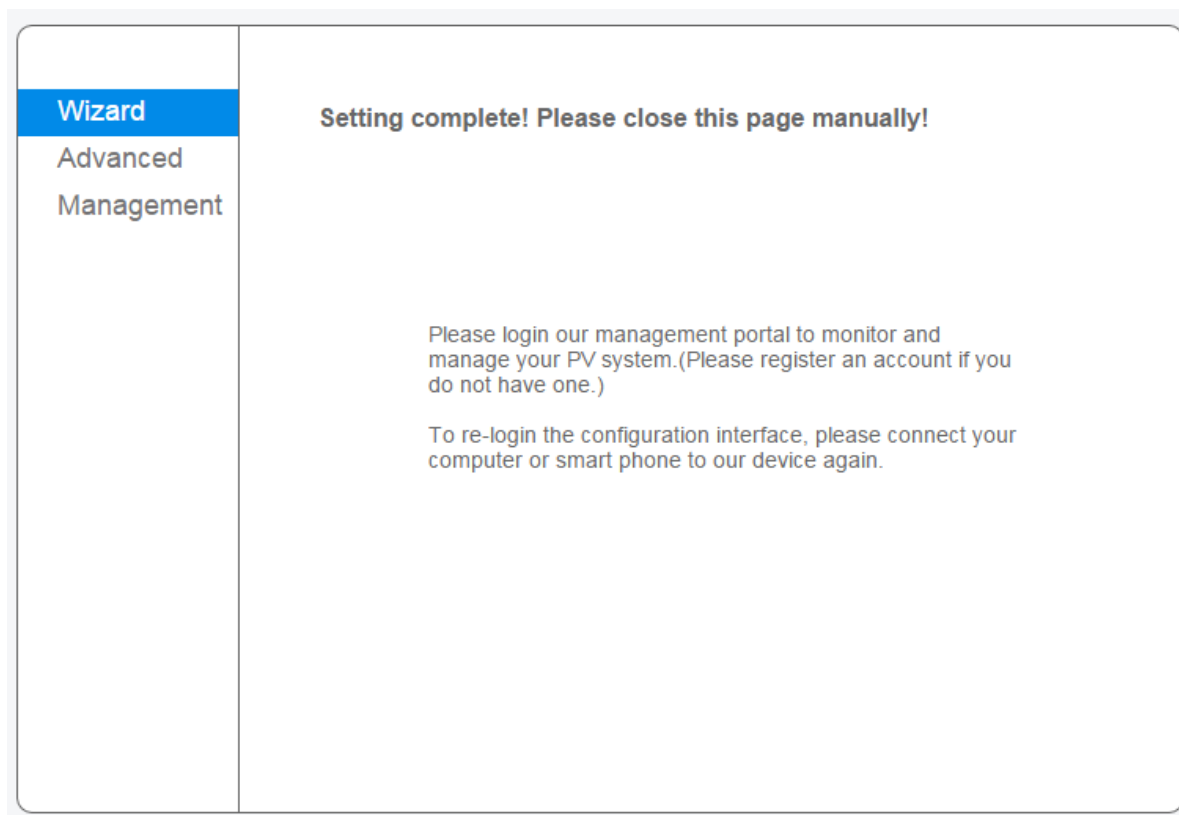 Wizard
Advanced
Management
Setting complete! Please close this page manually!
Please login our management portal to monitor and
manage your PV system.(Please register an account if you
do not have one.)
To re-login the configuration interface, please connect your
computer or smart phone to our device again.